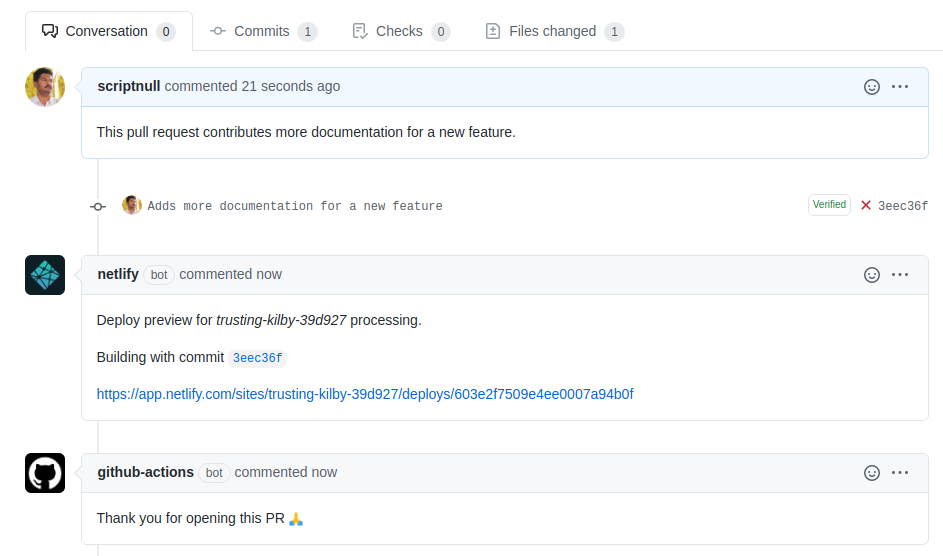 Conversation 0 Commits 1 Checks 0 Files changed 1
scriptnull commented 21 seconds ago
This pull request contributes more documentation for a new feature.
Adds more documentation for a new feature Verified 3eec36f
netlify bot commented now
Deploy preview for trusting-kilby-39d927 processing.
Building with commit 3eec36f
https://app.netlify.com/sites/trusting-kilby-39d927/deploys/603e2f7509e4ee0007a94b0f
github-actions bot commented now
Thank you for opening this PR 🙏